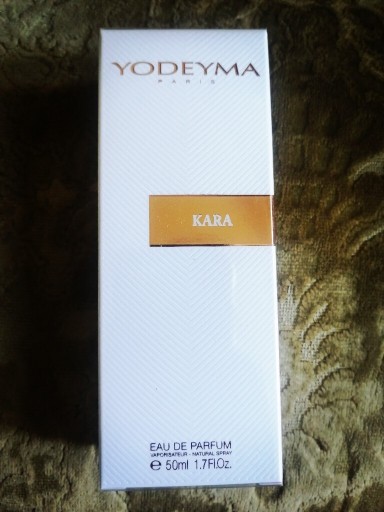 YODEYMA
PARIS
KARA
EAU DE PARFUM
VAPORISATEUR - NATURAL SPRAY
℮ 50ml 1.7Fl.Oz.